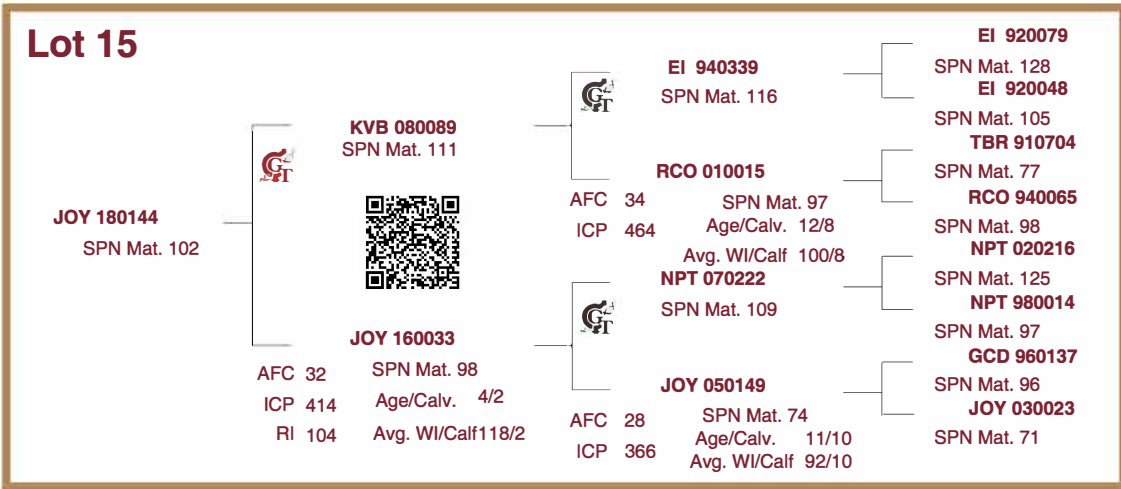 Lot 15
JOY 180144
SPN Mat. 102
GT
KVB 080089
SPN Mat. 111
JOY 160033
AFC 32 SPN Mat. 98
ICP 414 Age/Calv. 4/2
RI 104 Avg. WI/Calf118/2
GT
EI 940339
SPN Mat. 116
RCO 010015
AFC 34 SPN Mat. 97
ICP 464 Age/Calv. 12/8
Avg. WI/Calf 100/8
GT
NPT 070222
SPN Mat. 109
JOY 050149
AFC 28 SPN Mat. 74
ICP 366 Age/Calv. 11/10
Avg. WI/Calf 92/10
EI 920079
SPN Mat. 128
EI 920048
SPN Mat. 105
TBR 910704
SPN Mat. 77
RCO 940065
SPN Mat. 98
NPT 020216
SPN Mat. 125
NPT 980014
SPN Mat. 97
GCD 960137
SPN Mat. 96
JOY 030023
SPN Mat. 71